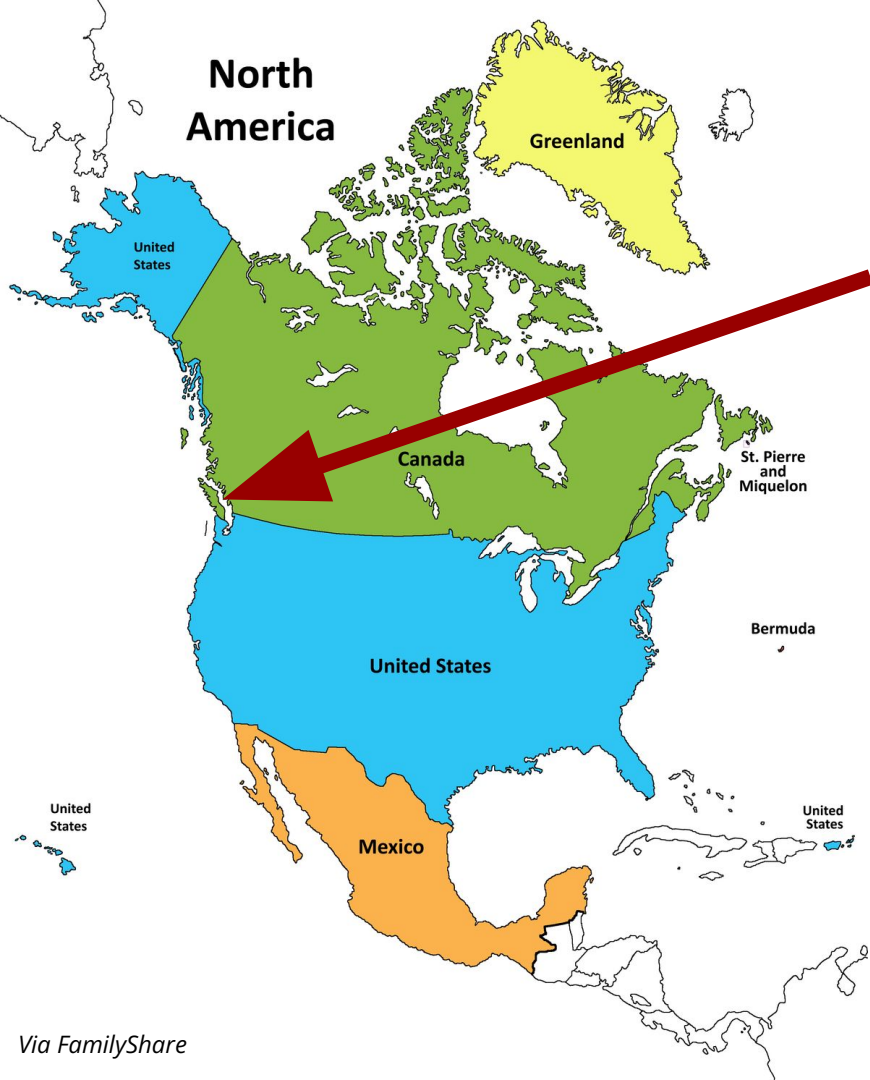 North
America
Greenland
United
States
Canada
St. Pierre
and
Miquelon
Bermuda
United States
United
States
United
States
Mexico
Via FamilyShare